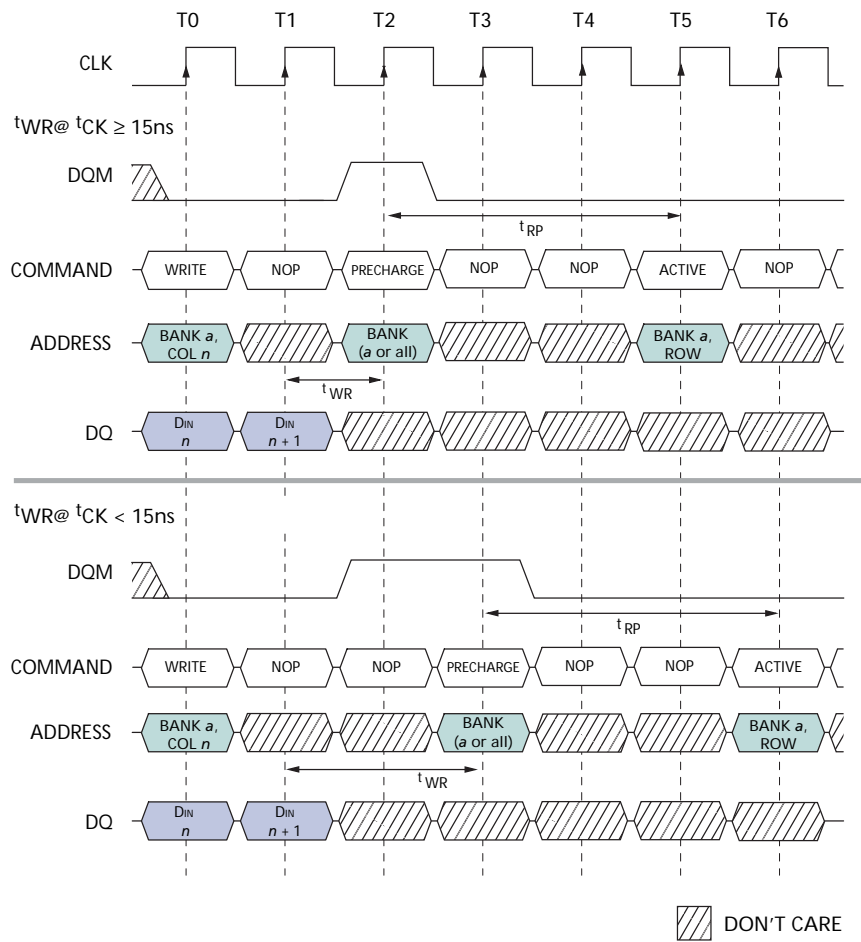 T0 T1 T2 T3 T4 T5 T6
CLK
tWR@ tCK ≥ 15ns
DQM
tRP
COMMAND WRITE NOP PRECHARGE NOP NOP ACTIVE NOP
ADDRESS BANK a, COL n BANK (a or all) BANK a, ROW
tWR
DQ DIN n DIN n + 1
tWR@ tCK < 15ns
DQM
tRP
COMMAND WRITE NOP NOP PRECHARGE NOP NOP ACTIVE
ADDRESS BANK a, COL n BANK (a or all) BANK a, ROW
tWR
DQ DIN n DIN n + 1
DON'T CARE